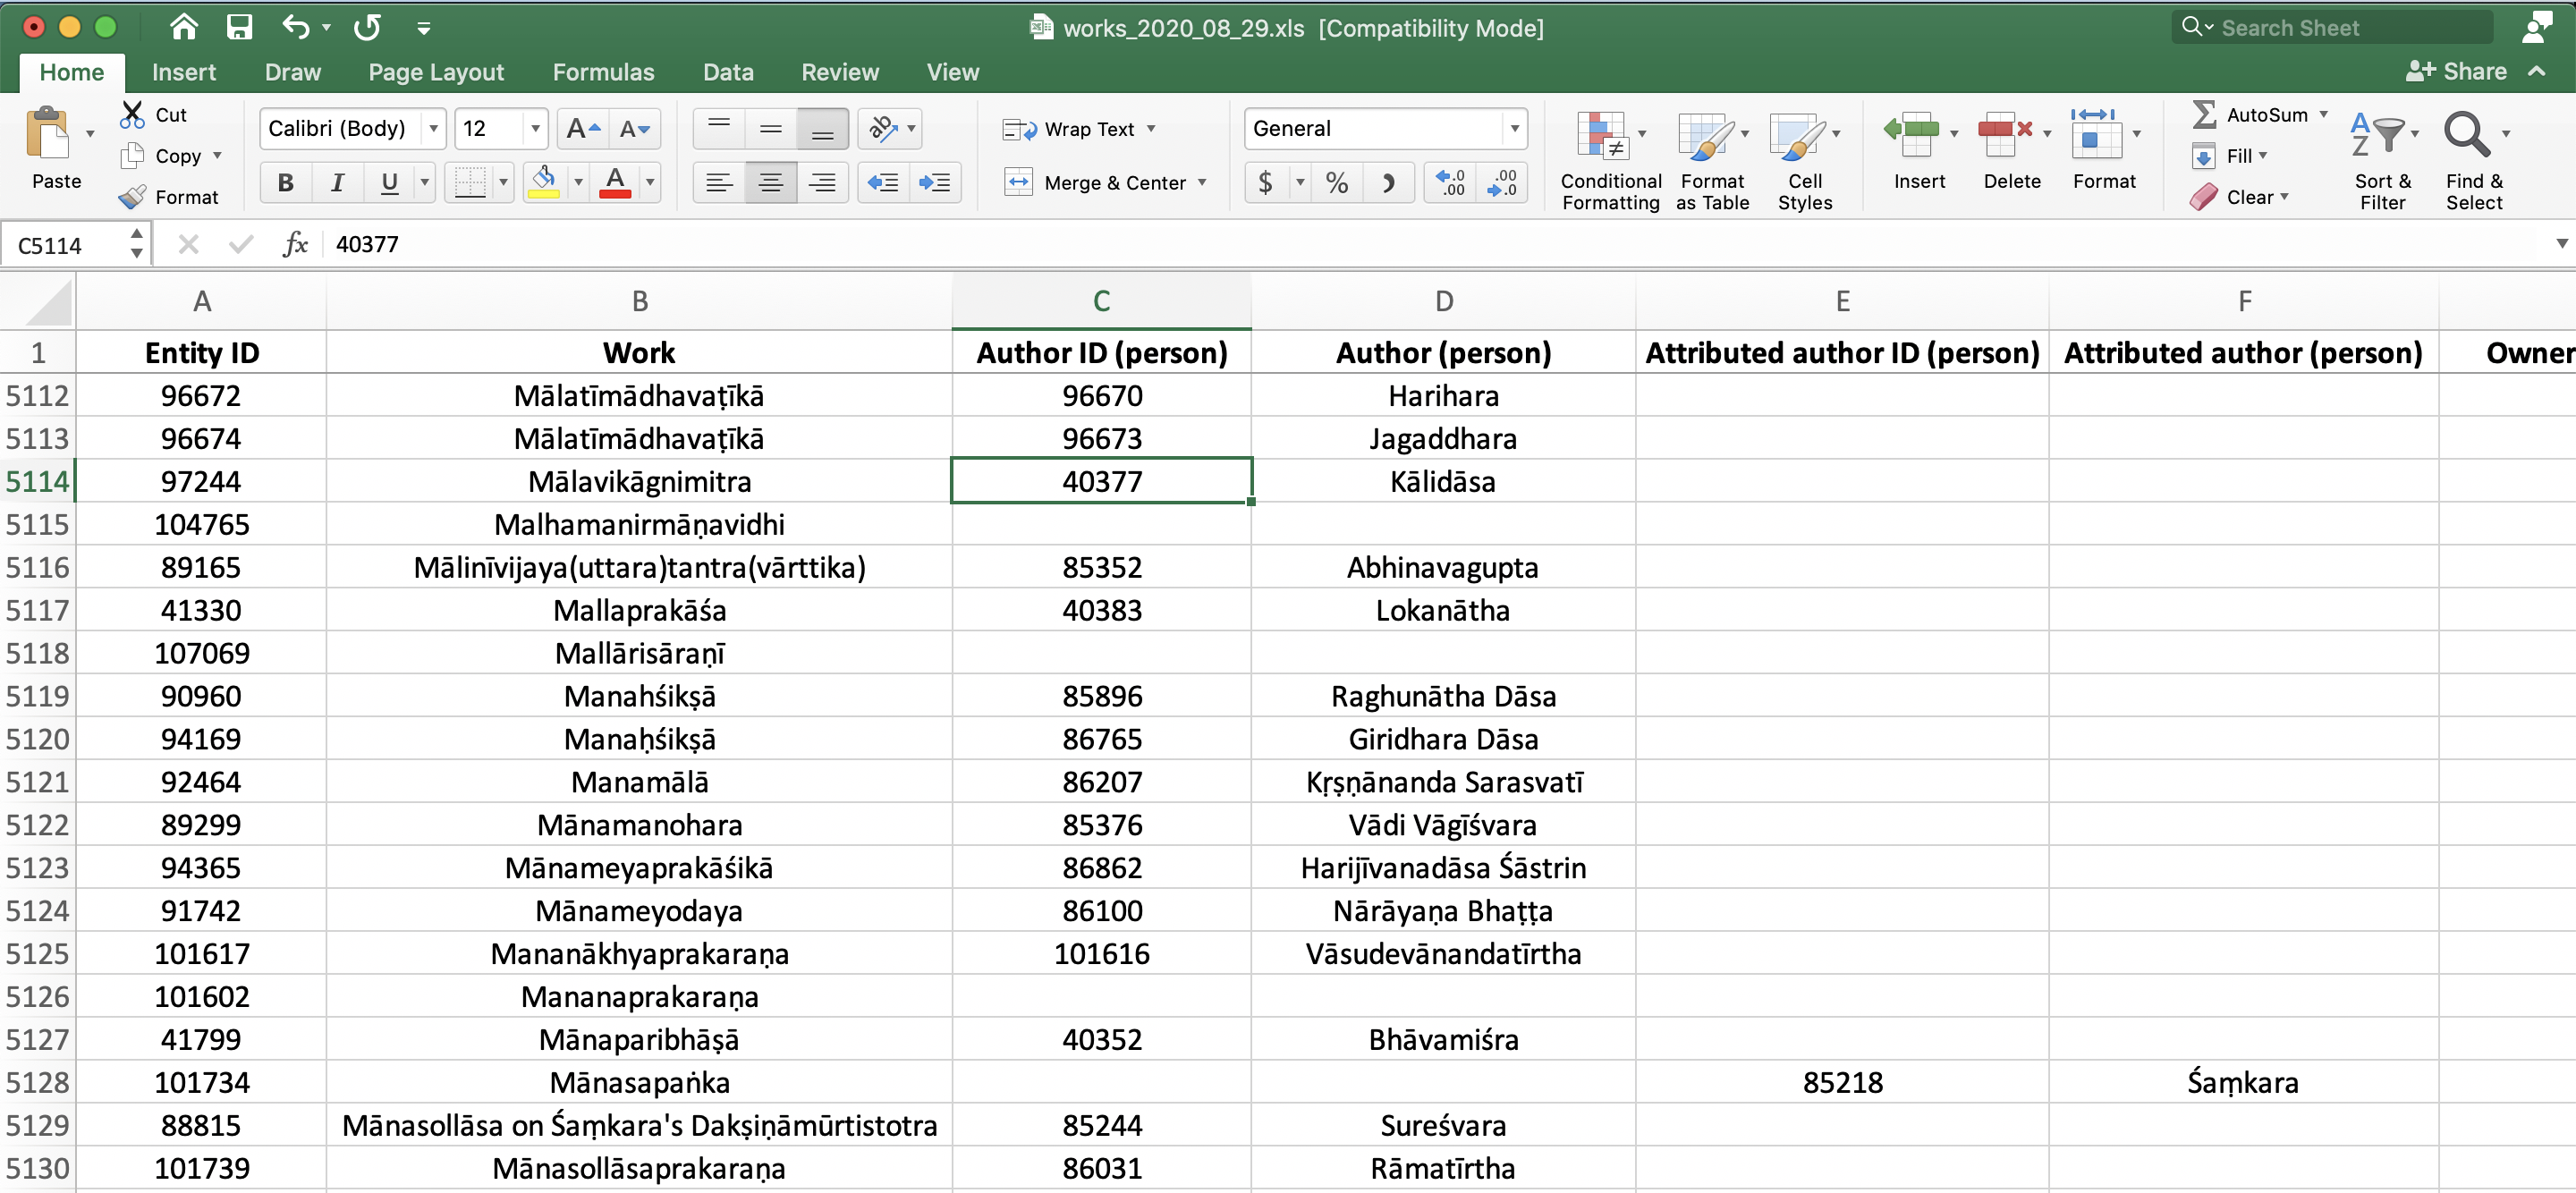 works_2020_08_29.xls [Compatibility Mode]
Search Sheet
Home Insert Draw Page Layout Formulas Data Review View Share
Paste
Cut
Copy
Format
Calibri (Body) 12 A A
B I U A
ab
Wrap Text
Merge & Center
General
$ % .0 .00 .00 .0
Conditional Formatting
Format as Table
Cell Styles
Insert
Delete
Format
AutoSum
Fill
Clear
Sort & Filter
Find & Select
C5114 fx 40377
A B C D E F
1 Entity ID Work Author ID (person) Author (person) Attributed author ID (person) Attributed author (person) Owner
5112 96672 Mālatīmādhavaṭīkā 96670 Harihara
5113 96674 Mālatīmādhavaṭīkā 96673 Jagaddhara
5114 97244 Mālavikāgnimitra 40377 Kālidāsa
5115 104765 Malhamanirmāṇavidhi
5116 89165 Mālinīvijaya(uttara)tantra(vārttika) 85352 Abhinavagupta
5117 41330 Mallaprakāśa 40383 Lokanātha
5118 107069 Mallārisāraṇī
5119 90960 Manahśikṣā 85896 Raghunātha Dāsa
5120 94169 Manaḥśikṣā 86765 Giridhara Dāsa
5121 92464 Manamālā 86207 Kṛṣṇānanda Sarasvatī
5122 89299 Mānamanohara 85376 Vādi Vāgīśvara
5123 94365 Mānameyaprakāśikā 86862 Harijīvanadāsa Śāstrin
5124 91742 Mānameyodaya 86100 Nārāyaṇa Bhaṭṭa
5125 101617 Mananākhyaprakaraṇa 101616 Vāsudevānandatīrtha
5126 101602 Mananaprakaraṇa
5127 41799 Mānaparibhāṣā 40352 Bhāvamiśra
5128 101734 Mānasapaṅka 85218 Śaṃkara
5129 88815 Mānasollāsa on Śaṃkara's Dakṣiṇāmūrtistotra 85244 Sureśvara
5130 101739 Mānasollāsaprakaraṇa 86031 Rāmatīrtha